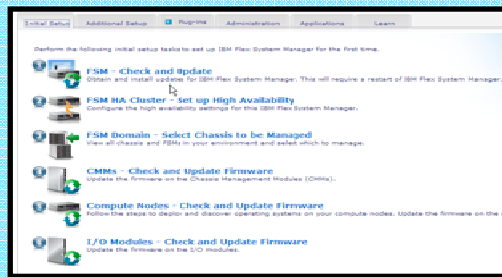 Initial Setup
Additional Setup
Plug-ins
Administration
Applications
Learn
Perform the following initial setup tasks to set up IBM Flex System Manager for the first time.
FSM - Check and Update
Obtain and install updates for IBM Flex System Manager. This will require a restart of IBM Flex System Manager.
FSM HA Cluster - Set up High Availability
Configure the high availability settings for this IBM Flex System Manager.
FSM Domain - Select Chassis to be Managed
View all chassis and FSMs in your environment and select which to manage.
CMMs - Check and Update Firmware
Update the firmware on the Chassis Management Modules (CMMs).
Compute Nodes - Check and Update Firmware
Follow the steps to deploy and discover operating systems on your compute nodes. Update the firmware on the
I/O Modules - Check and Update Firmware
Update the firmware on the I/O modules.